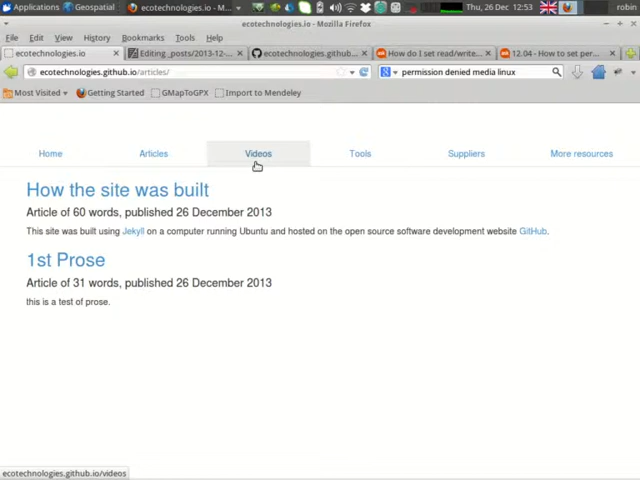 Applications Geospatial ecotechnologies.io - M... Thu, 26 Dec 12:53 robin
ecotechnologies.io - Mozilla Firefox
File Edit View History Bookmarks Tools Help
ecotechnologies.io Editing _posts/2013-12-... ecotechnologies.github... How do I set read/write... 12.04 - How to set per...
ecotechnologies.github.io/articles/ permission denied media linux
Most Visited Getting Started GMapToGPX Import to Mendeley
Home Articles Videos Tools Suppliers More resources
How the site was built
Article of 60 words, published 26 December 2013
This site was built using Jekyll on a computer running Ubuntu and hosted on the open source software development website GitHub.
1st Prose
Article of 31 words, published 26 December 2013
this is a test of prose.
ecotechnologies.github.io/videos